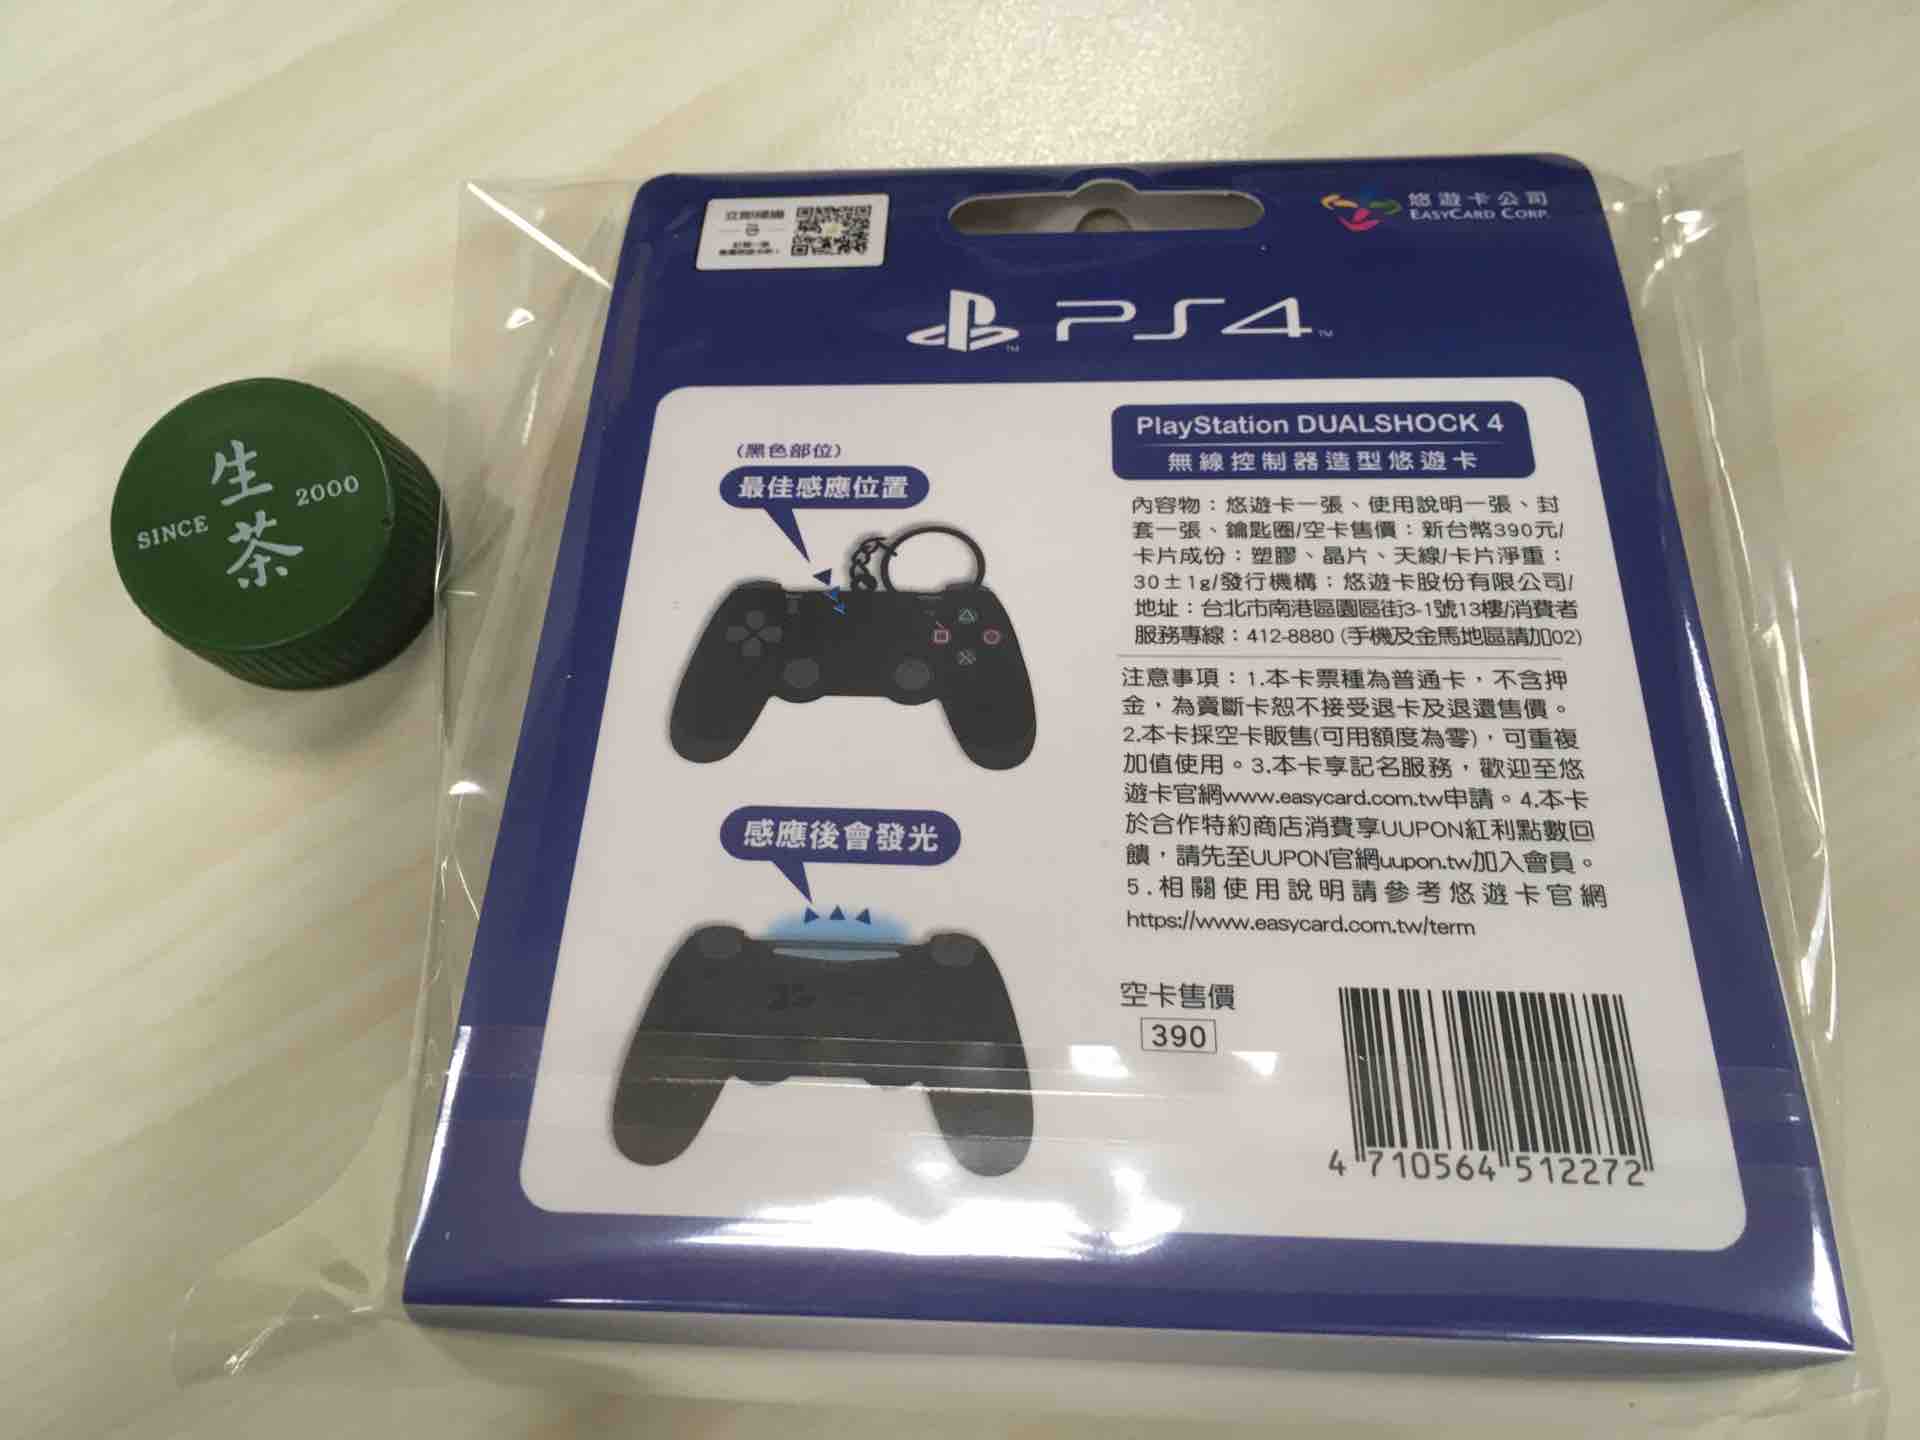 生
茶
SINCE 2000
立即掃描
悠遊卡公司
EASYCARD CORP.
PS4™
(黑色部位)
最佳感應位置
感應後會發光
PlayStation DUALSHOCK 4
無線控制器造型悠遊卡
內容物：悠遊卡一張、使用說明一張、封
套一張、鑰匙圈/空卡售價：新台幣390元/
卡片成份：塑膠、晶片、天線/卡片淨重：
30±1g/發行機構：悠遊卡股份有限公司/
地址：台北市南港區園區街3-1號13樓/消費者
服務專線：412-8880 (手機及金馬地區請加02)
注意事項：1.本卡票種為普通卡，不含押
金，為賣斷卡恕不接受退卡及退還售價。
2.本卡採空卡販售(可用額度為零)，可重複
加值使用。3.本卡享記名服務，歡迎至悠
遊卡官網www.easycard.com.tw申請。4.本卡
於合作特約商店消費享UUPON紅利點數回
饋，請先至UUPON官網uupon.tw加入會員。
5.相關使用說明請參考悠遊卡官網
https://www.easycard.com.tw/term
空卡售價
390
4 710564 512272